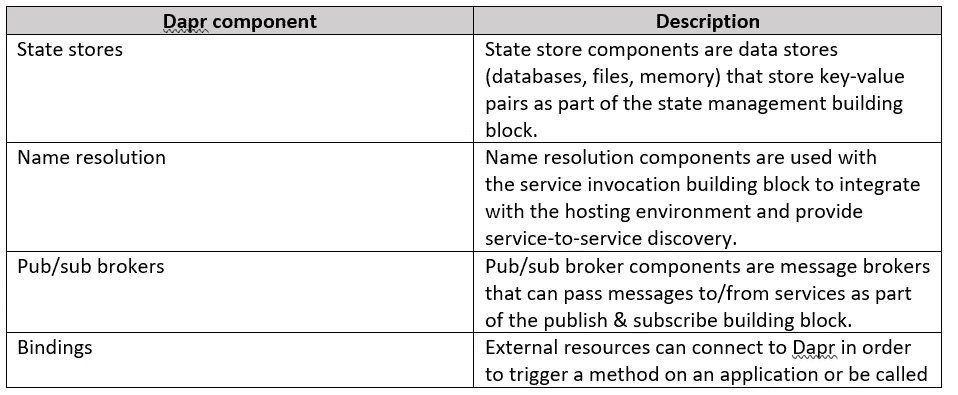 Dapr component
Description
State stores
State store components are data stores
(databases, files, memory) that store key-value
pairs as part of the state management building
block.
Name resolution
Name resolution components are used with
the service invocation building block to integrate
with the hosting environment and provide
service-to-service discovery.
Pub/sub brokers
Pub/sub broker components are message brokers
that can pass messages to/from services as part
of the publish & subscribe building block.
Bindings
External resources can connect to Dapr in order
to trigger a method on an application or be called